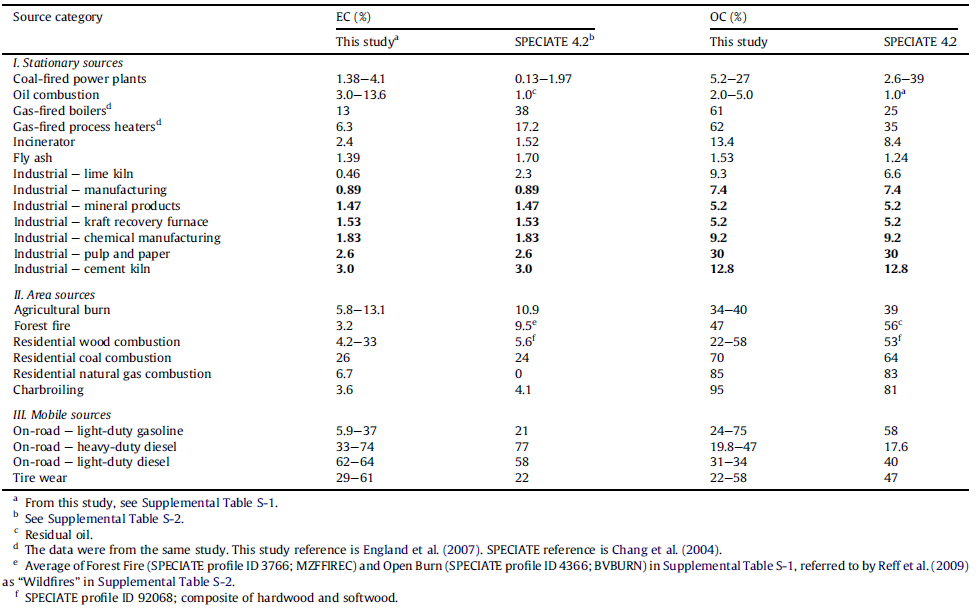 Source category EC (%) OC (%)
This study^a SPECIATE 4.2^b This study SPECIATE 4.2
I. Stationary sources
Coal-fired power plants 1.38–4.1 0.13–1.97 5.2–27 2.6–39
Oil combustion 3.0–13.6 1.0^c 2.0–5.0 1.0^a
Gas-fired boilers^d 13 38 61 25
Gas-fired process heaters^d 6.3 17.2 62 35
Incinerator 2.4 1.52 13.4 8.4
Fly ash 1.39 1.70 1.53 1.24
Industrial – lime kiln 0.46 2.3 9.3 6.6
Industrial – manufacturing 0.89 0.89 7.4 7.4
Industrial – mineral products 1.47 1.47 5.2 5.2
Industrial – kraft recovery furnace 1.53 1.53 5.2 5.2
Industrial – chemical manufacturing 1.83 1.83 9.2 9.2
Industrial – pulp and paper 2.6 2.6 30 30
Industrial – cement kiln 3.0 3.0 12.8 12.8
II. Area sources
Agricultural burn 5.8–13.1 10.9 34–40 39
Forest fire 3.2 9.5^e 47 56^c
Residential wood combustion 4.2–33 5.6^f 22–58 53^f
Residential coal combustion 26 24 70 64
Residential natural gas combustion 6.7 0 85 83
Charbroiling 3.6 4.1 95 81
III. Mobile sources
On-road – light-duty gasoline 5.9–37 21 24–75 58
On-road – heavy-duty diesel 33–74 77 19.8–47 17.6
On-road – light-duty diesel 62–64 58 31–34 40
Tire wear 29–61 22 22–58 47
^a From this study, see Supplemental Table S-1.
^b See Supplemental Table S-2.
^c Residual oil.
^d The data were from the same study. This study reference is England et al. (2007). SPECIATE reference is Chang et al. (2004).
^e Average of Forest Fire (SPECIATE profile ID 3766; MZFFIREC) and Open Burn (SPECIATE profile ID 4366; BVBURN) in Supplemental Table S-1, referred to by Reff et al. (2009)
as “Wildfires” in Supplemental Table S-2.
^f SPECIATE profile ID 92068; composite of hardwood and softwood.